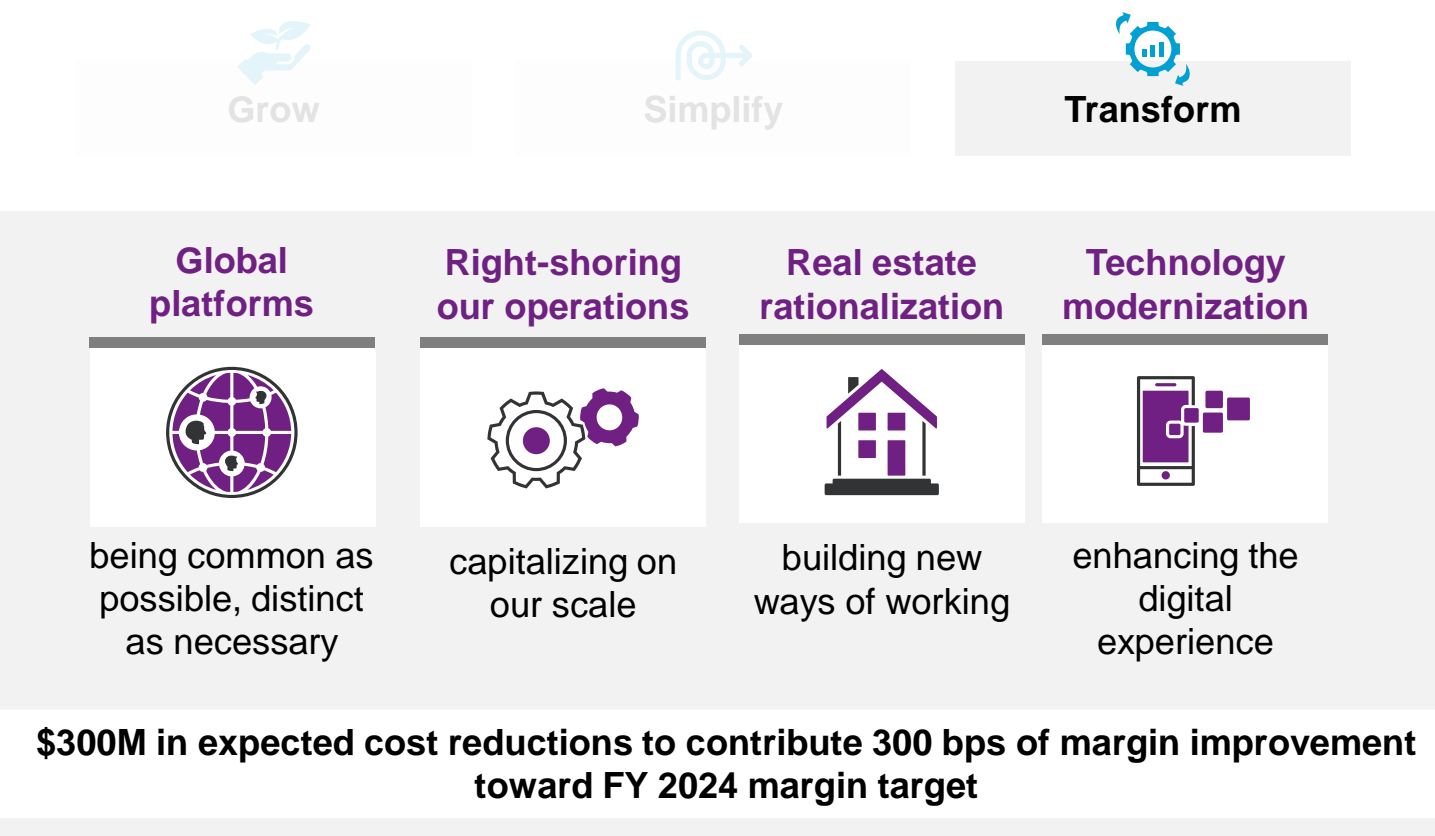 Grow
Simplify
Transform
Global
platforms
being common as
possible, distinct
as necessary
Right-shoring
our operations
capitalizing on
our scale
Real estate
rationalization
building new
ways of working
Technology
modernization
enhancing the
digital
experience
$300M in expected cost reductions to contribute 300 bps of margin improvement
toward FY 2024 margin target